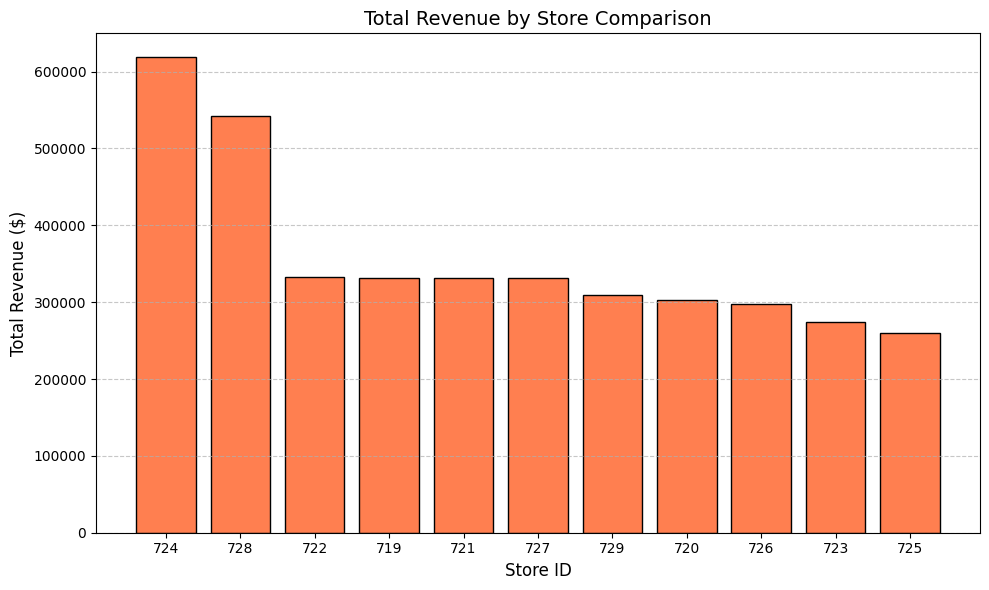 Total Revenue by Store Comparison
Total Revenue ($)
600000
500000
400000
300000
200000
100000
0
724 728 722 719 721 727 729 720 726 723 725
Store ID